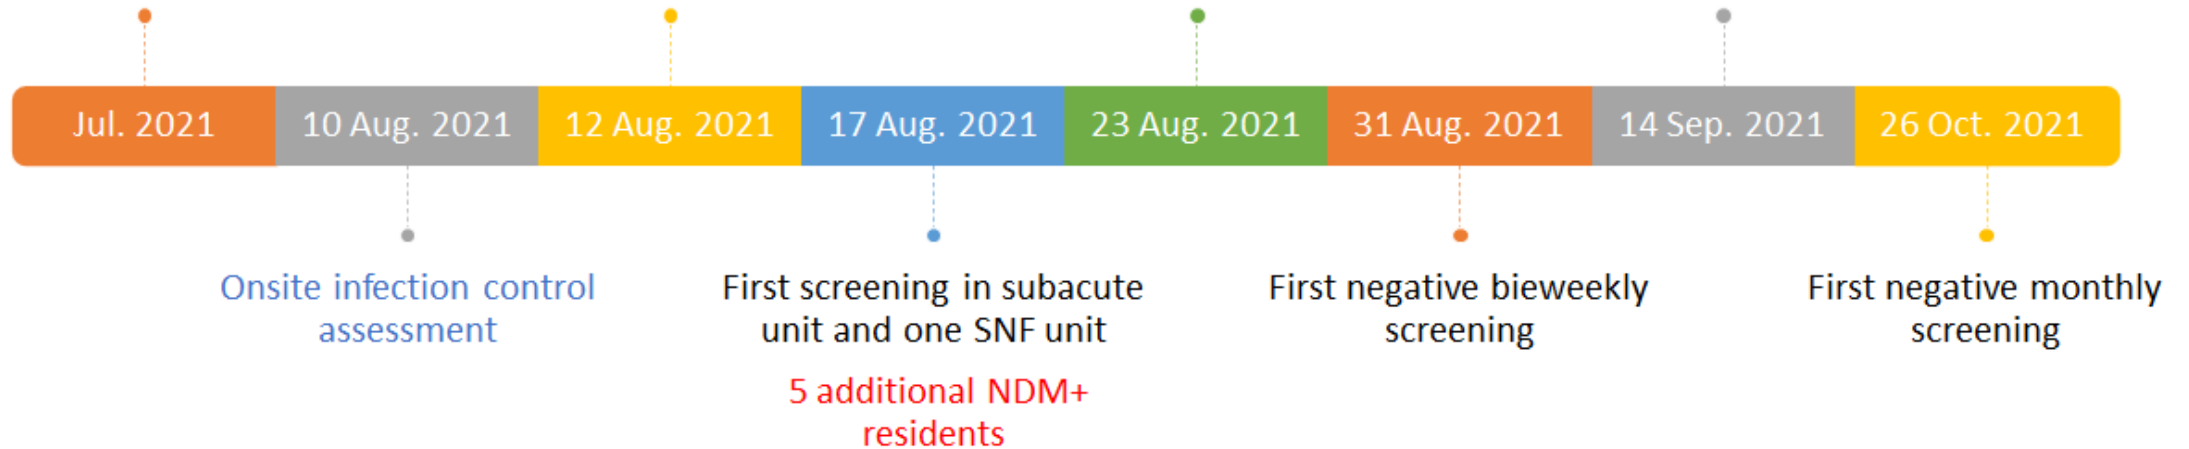 Jul. 2021
10 Aug. 2021
12 Aug. 2021
17 Aug. 2021
23 Aug. 2021
31 Aug. 2021
14 Sep. 2021
26 Oct. 2021
Onsite infection control
assessment
First screening in subacute
unit and one SNF unit
5 additional NDM+
residents
First negative bieweekly
screening
First negative monthly
screening